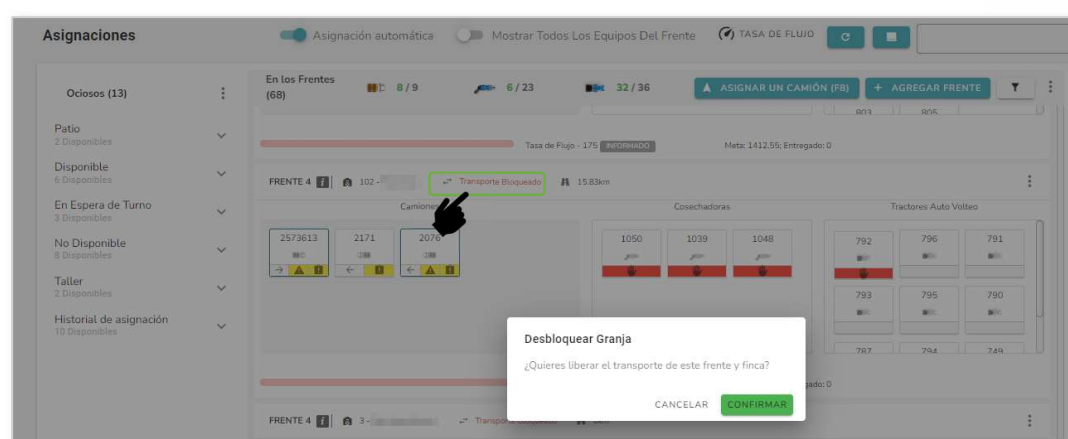 Asignaciones
Asignación automática
Mostrar Todos Los Equipos Del Frente
TASA DE FLUJO
Ociosos (13)
En los Frentes
(68)
8 / 9
6 / 23
32 / 36
ASIGNAR UN CAMIÓN (FB)
+ AGREGAR FRENTE
Patio
2 Disponibles
Disponible
6 Disponibles
En Espera de Turno
3 Disponibles
No Disponible
8 Disponibles
Taller
2 Disponibles
Historial de asignación
10 Disponibles
803 805
Tasa de Flujo - 175 INFORMADO
Meta: 1412.55; Entregado: 0
FRENTE 4 102 - Transporte Bloqueado 15.83km
Camiones
Cosechadoras
Tractores Auto Volteo
2573613 2171 2076
1050 1039 1048
792 796 791
793 795 790
787 794 749
Desbloquear Granja
¿Quieres liberar el transporte de este frente y finca?
CANCELAR CONFIRMAR
gado: 0
FRENTE 4 3 - Transporte Bloqueado